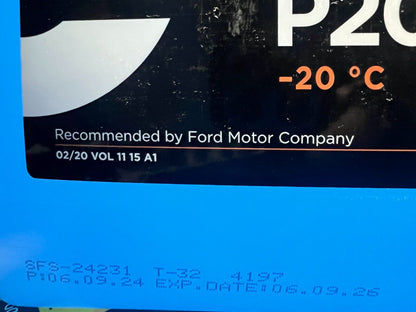 P20
-20 °C
Recommended by Ford Motor Company
02/20 VOL 11 15 A1
SFS-24231 T-32 4197
P:06.09.24 EXP.DATE:06.09.26